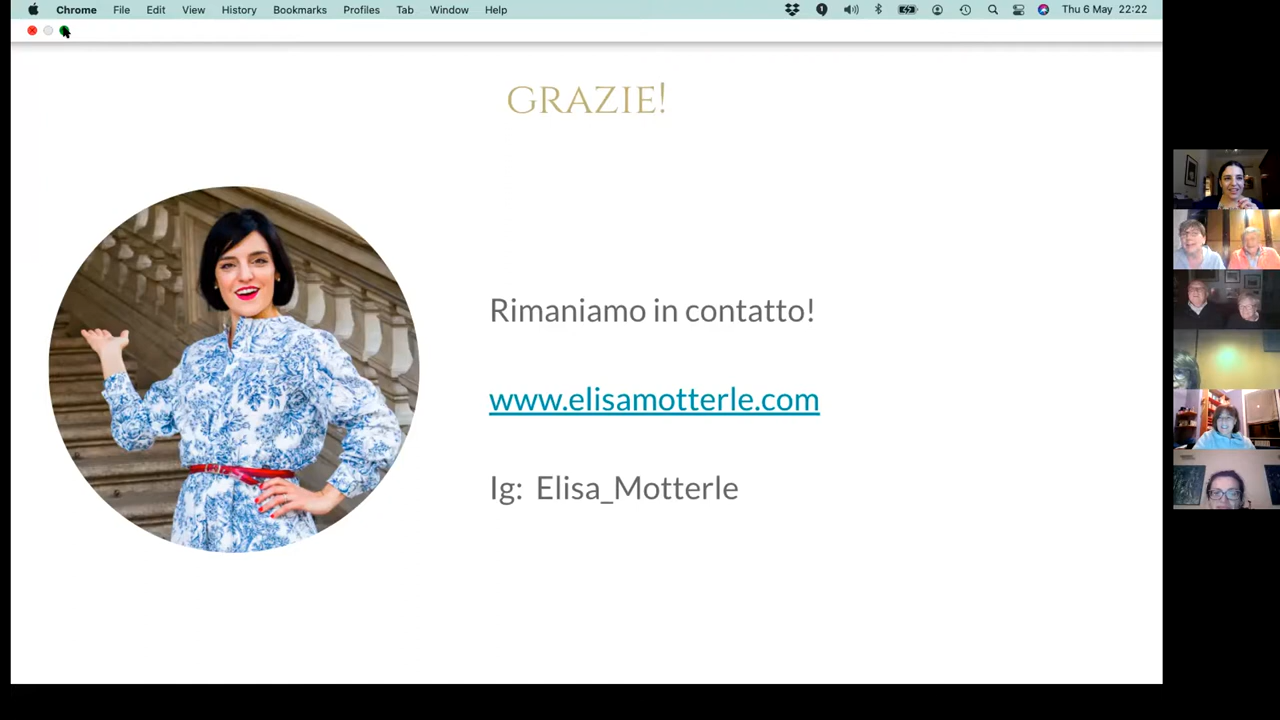 Chrome File Edit View History Bookmarks Profiles Tab Window Help Thu 6 May 22:22
GRAZIE!
Rimaniamo in contatto!
www.elisamotterle.com
Ig: Elisa_Motterle